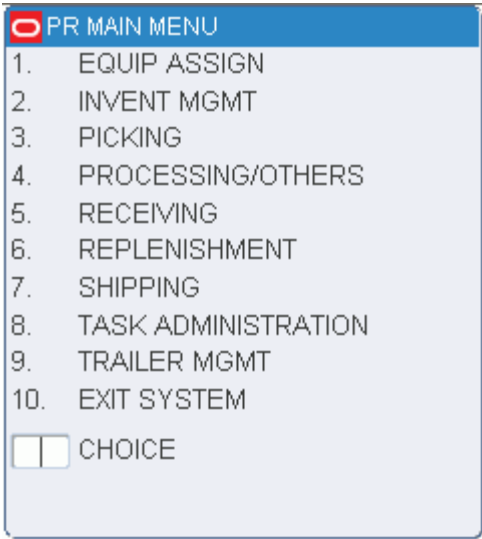 PR MAIN MENU
1. EQUIP ASSIGN
2. INVENT MGMT
3. PICKING
4. PROCESSING/OTHERS
5. RECEIVING
6. REPLENISHMENT
7. SHIPPING
8. TASK ADMINISTRATION
9. TRAILER MGMT
10. EXIT SYSTEM
CHOICE